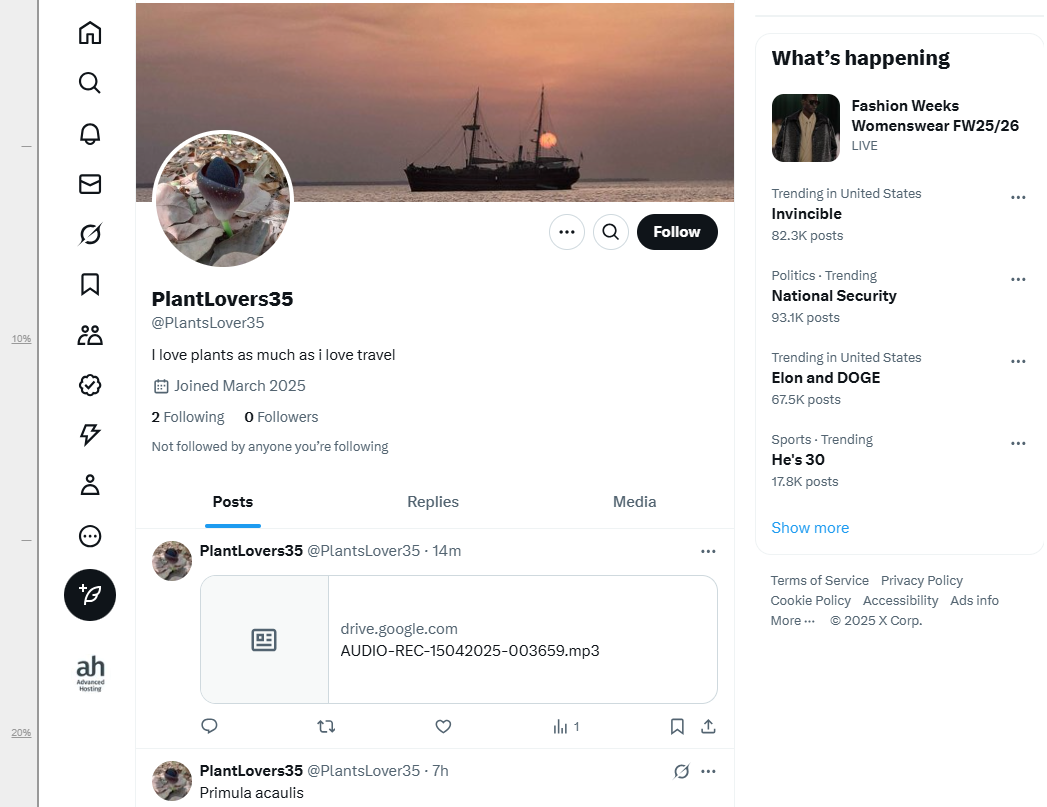 10%
20%
ah
Advanced
Hosting
Follow
PlantLovers35
@PlantsLover35
I love plants as much as i love travel
Joined March 2025
2 Following 0 Followers
Not followed by anyone you’re following
Posts Replies Media
PlantLovers35 @PlantsLover35 · 14m
drive.google.com
AUDIO-REC-15042025-003659.mp3
1
PlantLovers35 @PlantsLover35 · 7h
Primula acaulis
What’s happening
Fashion Weeks
Womenswear FW25/26
LIVE
Trending in United States
Invincible
82.3K posts
Politics · Trending
National Security
93.1K posts
Trending in United States
Elon and DOGE
67.5K posts
Sports · Trending
He's 30
17.8K posts
Show more
Terms of Service Privacy Policy
Cookie Policy Accessibility Ads info
More ··· © 2025 X Corp.